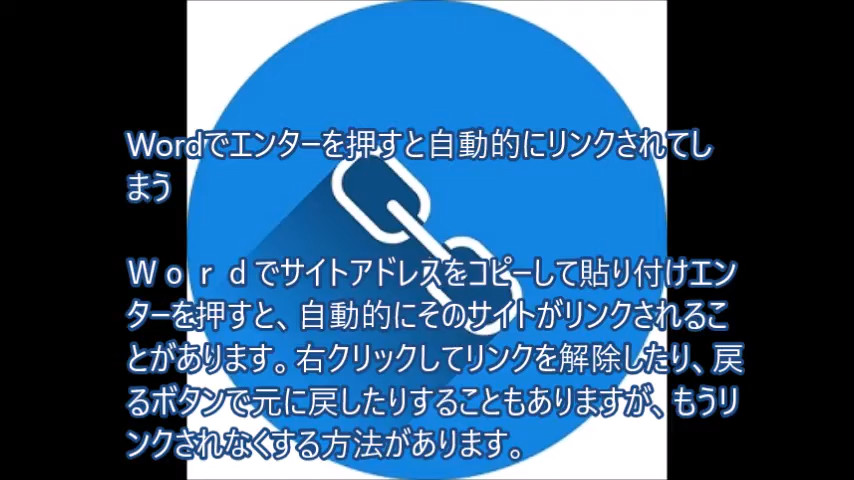 Wordでエンターを押すと自動的にリンクされてし
まう
Ｗｏｒｄでサイトアドレスをコピーして貼り付けエン
ターを押すと、自動的にそのサイトがリンクされるこ
とがあります。右クリックしてリンクを解除したり、戻
るボタンで元に戻したりすることもありますが、もうリ
ンクされなくする方法があります。